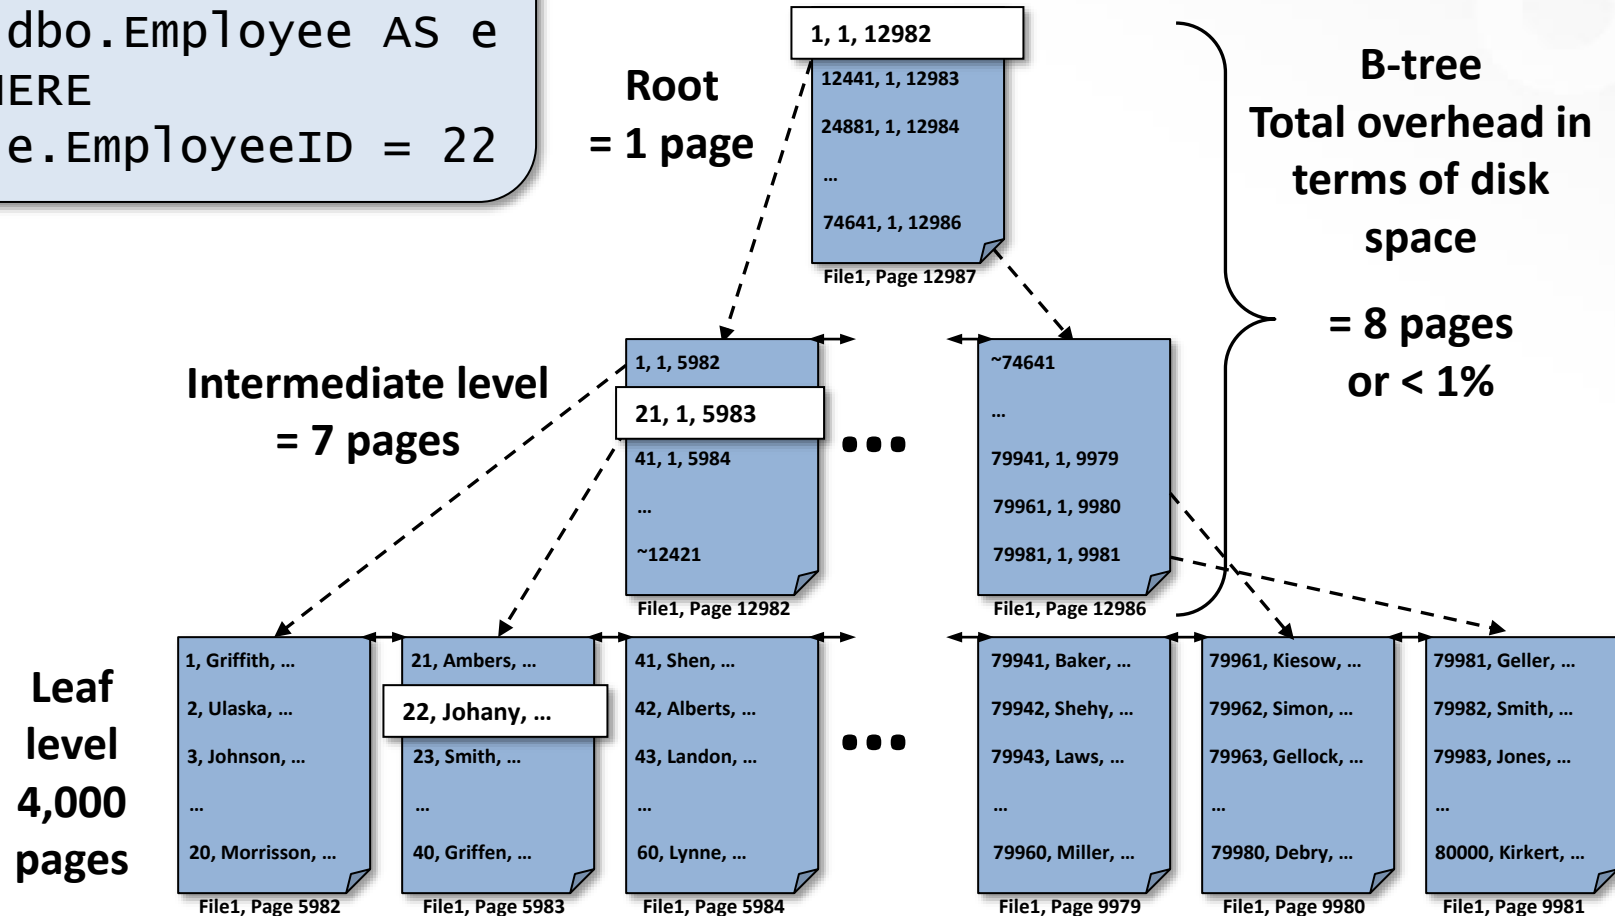 dbo.Employee AS e
HERE
e.EmployeeID = 22
Root
= 1 page
1, 1, 12982
12441, 1, 12983
24881, 1, 12984
...
74641, 1, 12986
File1, Page 12987
B-tree
Total overhead in
terms of disk
space
= 8 pages
or < 1%
Intermediate level
= 7 pages
1, 1, 5982
21, 1, 5983
41, 1, 5984
...
~12421
File1, Page 12982
...
~74641
...
79941, 1, 9979
79961, 1, 9980
79981, 1, 9981
File1, Page 12986
Leaf
level
4,000
pages
1, Griffith, ...
2, Ulaska, ...
3, Johnson, ...
...
20, Morrisson, ...
File1, Page 5982
21, Ambers, ...
22, Johany, ...
23, Smith, ...
...
40, Griffen, ...
File1, Page 5983
41, Shen, ...
42, Alberts, ...
43, Landon, ...
...
60, Lynne, ...
File1, Page 5984
...
79941, Baker, ...
79942, Shehy, ...
79943, Laws, ...
...
79960, Miller, ...
File1, Page 9979
79961, Kiesow, ...
79962, Simon, ...
79963, Gellock, ...
...
79980, Debry, ...
File1, Page 9980
79981, Geller, ...
79982, Smith, ...
79983, Jones, ...
...
80000, Kirkert, ...
File1, Page 9981